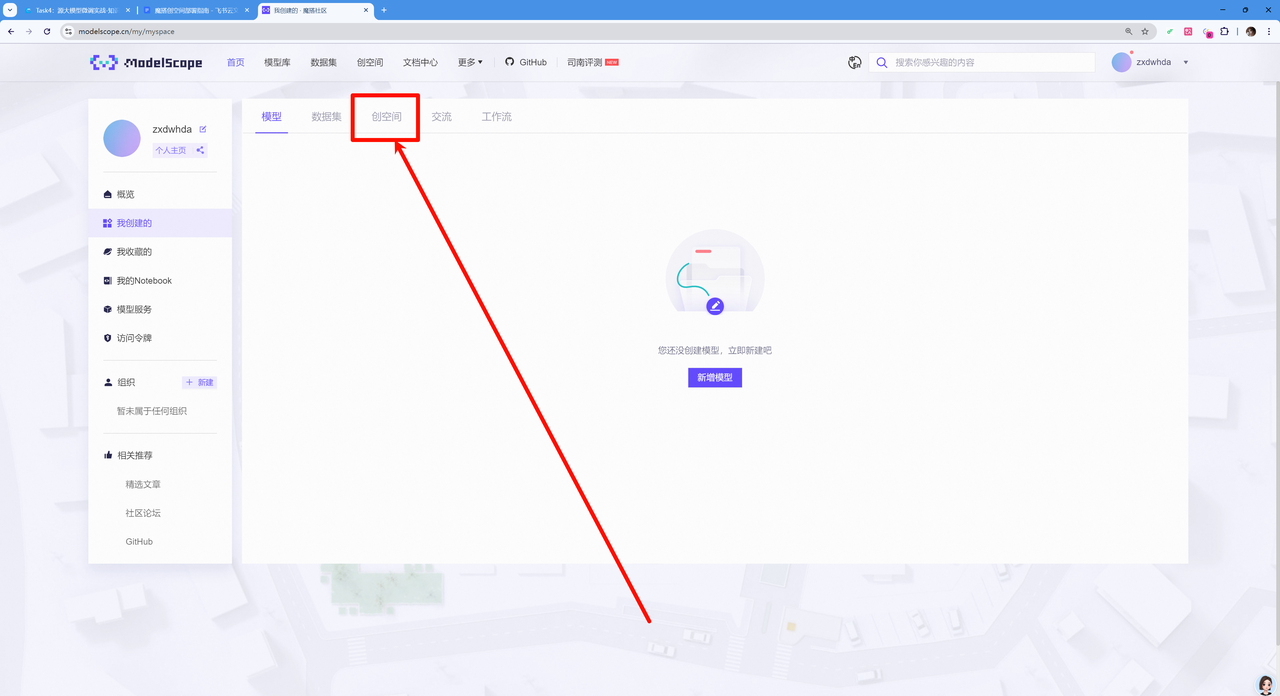 Task4：源大模型微调实战-知识
魔搭创空间部署指南 - 飞书云文
我创建的 · 魔搭社区
modelscope.cn/my/myspace
ModelScope
首页
模型库
数据集
创空间
文档中心
更多
GitHub
司南评测
NEW
搜索你感兴趣的内容
zxdwhda
zxdwhda
个人主页
概览
我创建的
我收藏的
我的Notebook
模型服务
访问令牌
组织
+ 新建
暂未属于任何组织
相关推荐
精选文章
社区论坛
GitHub
模型
数据集
创空间
交流
工作流
您还没创建模型，立即新建吧
新增模型